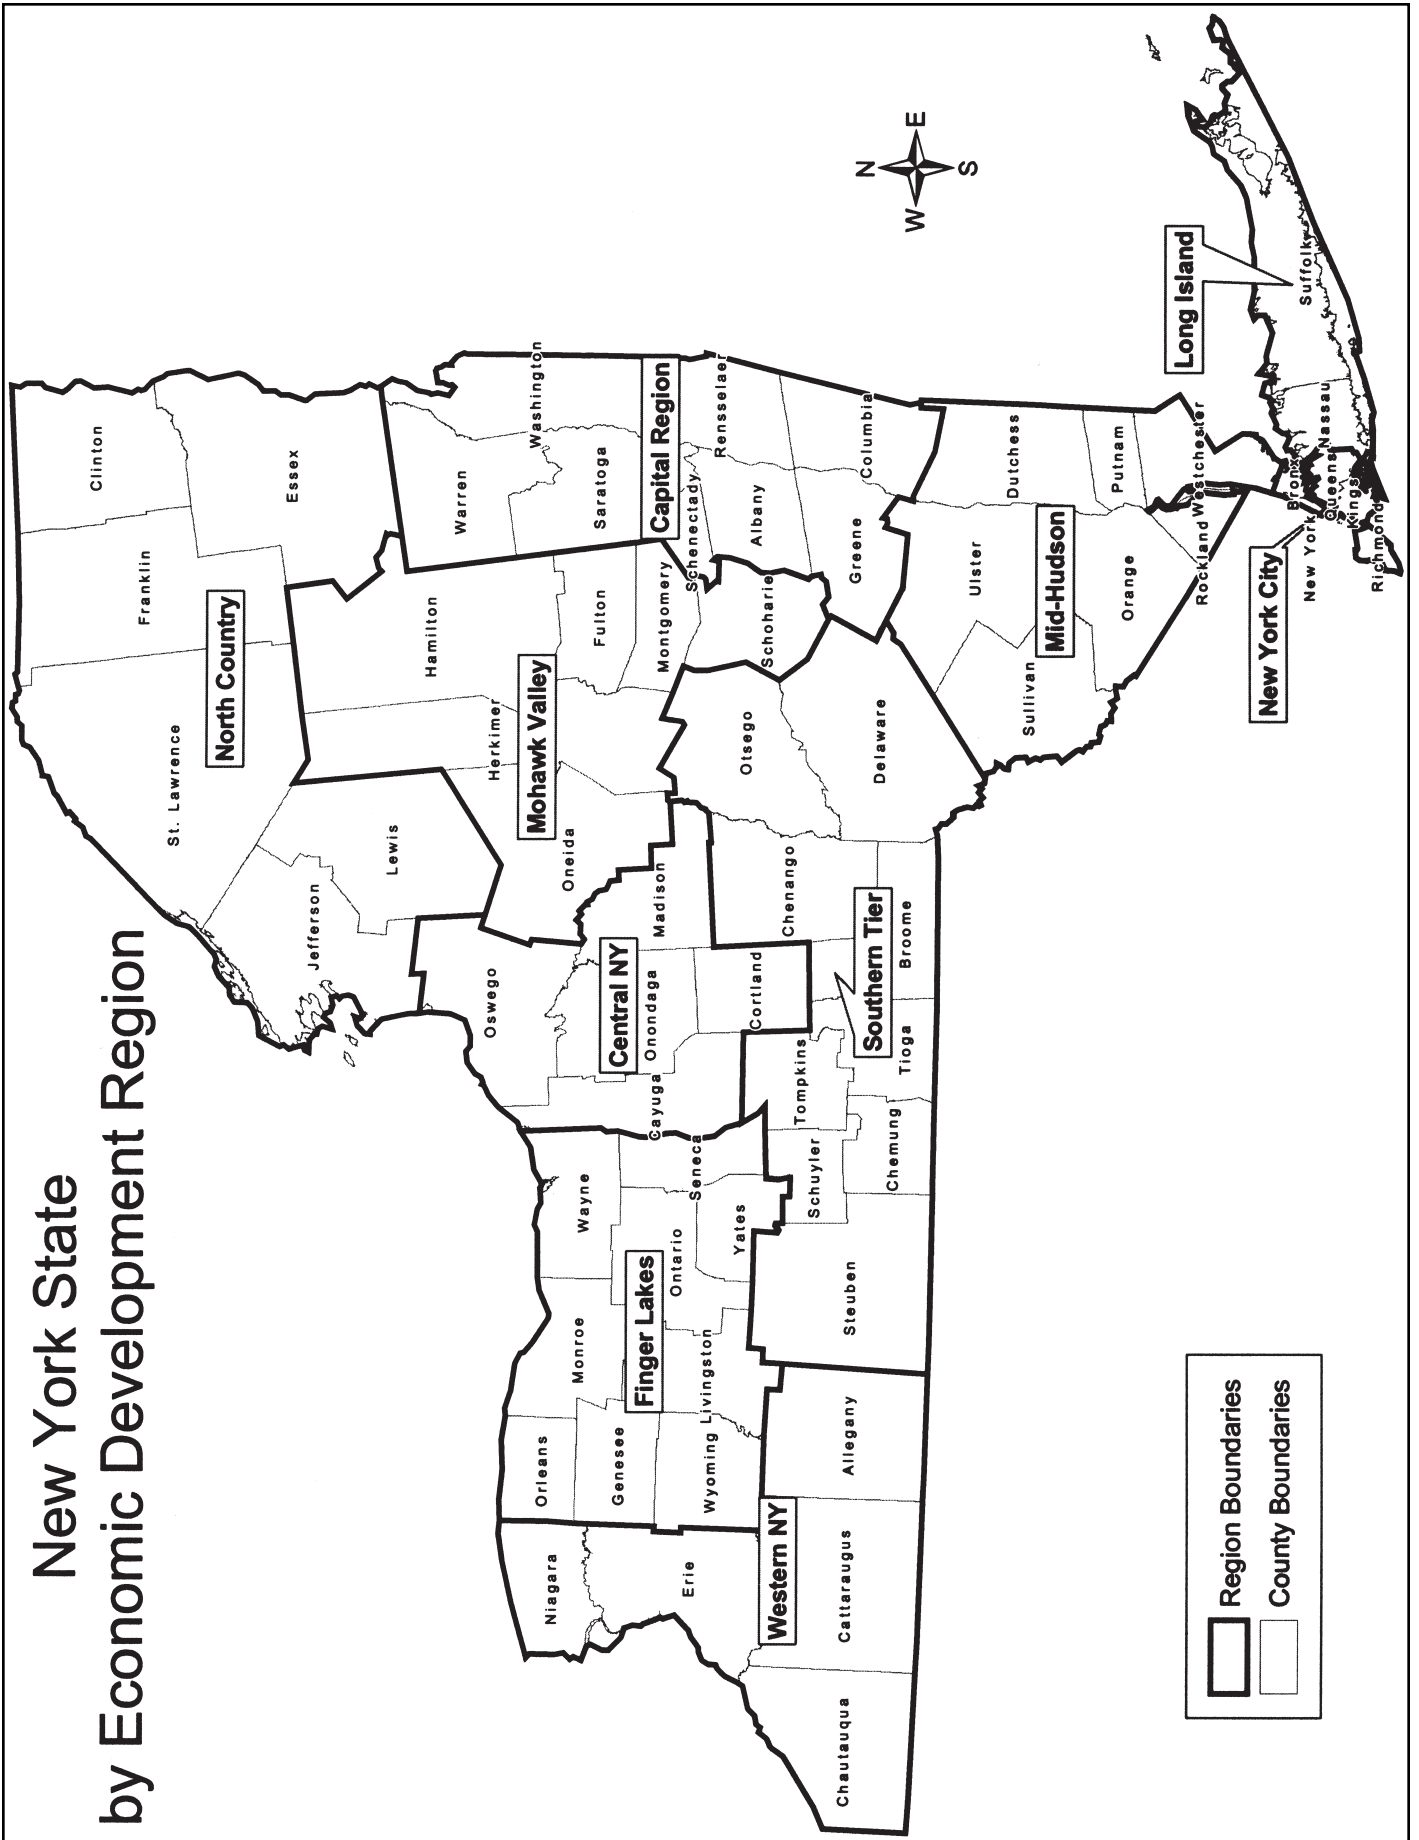 New York State
by Economic Development Region
Clinton
Franklin
St. Lawrence
North Country
Essex
Jefferson
Lewis
Hamilton
Warren
Washington
Herkimer
Mohawk Valley
Oneida
Fulton
Saratoga
Oswego
Capital Region
Niagara
Orleans
Monroe
Wayne
Central NY
Madison
Montgomery
Schenectady
Rensselaer
Genesee
Finger Lakes
Ontario
Seneca
Cayuga
Onondaga
Erie
Wyoming
Livingston
Yates
Cortland
Otsego
Schoharie
Albany
Western NY
Chenango
Tompkins
Schuyler
Greene
Columbia
Chautauqua
Cattaraugus
Allegany
Steuben
Chemung
Tioga
Southern Tier
Broome
Delaware
N
W
E
S
Ulster
Dutchess
Sullivan
Mid-Hudson
Orange
Putnam
Rockland
Westchester
Long Island
Suffolk
New York City
New York
Bronx
Queens
Nassau
Kings
Richmond
Region Boundaries
County Boundaries